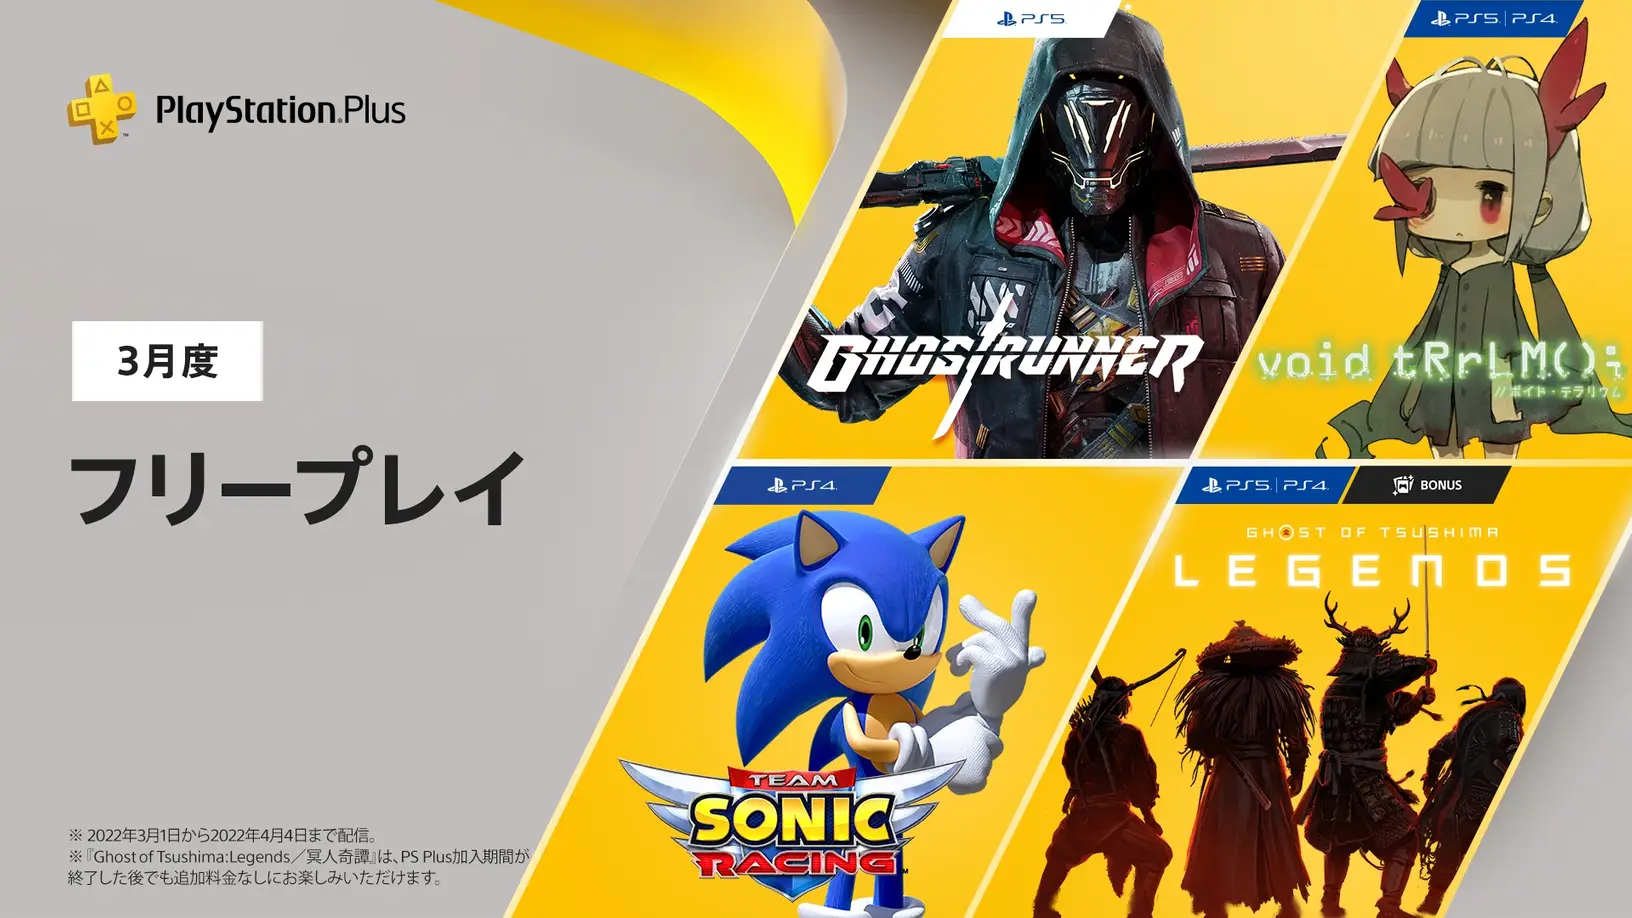 PlayStation®Plus
3月度
フリープレイ
※ 2022年3月1日から2022年4月4日まで配信。
※『Ghost of Tsushima:Legends／冥人奇譚』は、PS Plus加入期間が
終了した後でも追加料金なしにお楽しみいただけます。
PS5
GHOSTRUNNER
PS5 | PS4
void tRrLM();
//ボイド・テラリウム
PS4
TEAM
SONIC
RACING™
PS5 | PS4
BONUS
GHOST OF TSUSHIMA
LEGENDS